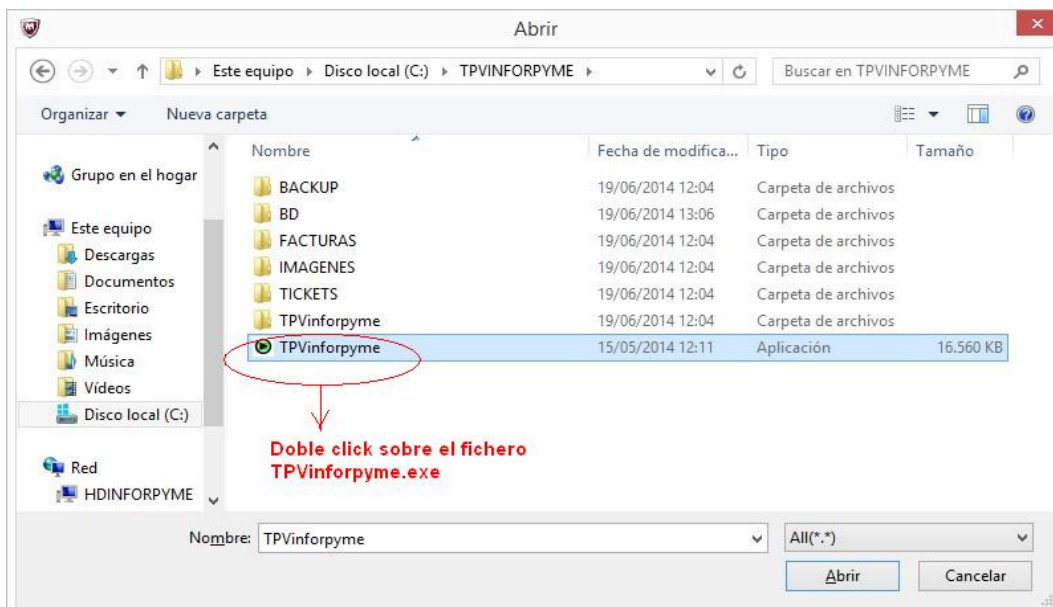 Abrir
Este equipo Disco local (C:) TPVINFORPYME
Buscar en TPVINFORPYME
Organizar Nueva carpeta
Nombre Fecha de modifica... Tipo Tamaño
Grupo en el hogar
Este equipo
Descargas
Documentos
Escritorio
Imágenes
Música
Vídeos
Disco local (C:)
Red
HDINFORPYME
BACKUP 19/06/2014 12:04 Carpeta de archivos
BD 19/06/2014 13:06 Carpeta de archivos
FACTURAS 19/06/2014 12:04 Carpeta de archivos
IMAGENES 19/06/2014 12:04 Carpeta de archivos
TICKETS 19/06/2014 12:04 Carpeta de archivos
TPVinforpyme 19/06/2014 12:04 Carpeta de archivos
TPVinforpyme 15/05/2014 12:11 Aplicación 16.560 KB
Doble click sobre el fichero
TPVinforpyme.exe
Nombre: TPVinforpyme All(*.*)
Abrir Cancelar